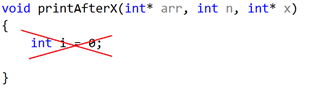 void printAfterX(int* arr, int n, int* x)
{
    int i = 0;
}